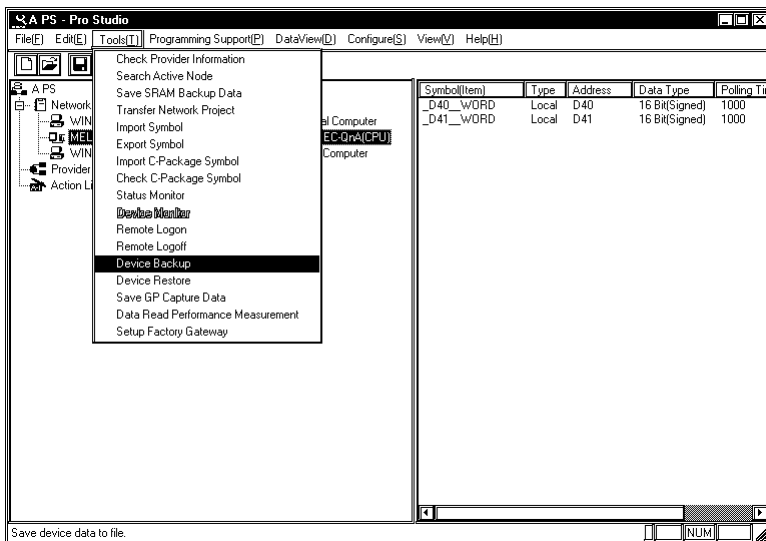 A PS - Pro Studio
File(F) Edit(E) Tools(T) Programming Support(P) DataView(D) Configure(S) View(V) Help(H)
Check Provider Information
Search Active Node
Save SRAM Backup Data
Transfer Network Project
Import Symbol
Export Symbol
Import C-Package Symbol
Check C-Package Symbol
Status Monitor
Device Monitor
Remote Logon
Remote Logoff
Device Backup
Device Restore
Save GP Capture Data
Data Read Performance Measurement
Setup Factory Gateway
A PS
Network
WIN al Computer
MEL EC-QnA(CPU)
WIN Computer
Provider
Action Li
Symbol(Item) Type Address Data Type Polling Ti
_D40__WORD Local D40 16 Bit(Signed) 1000
_D41__WORD Local D41 16 Bit(Signed) 1000
Save device data to file.
NUM